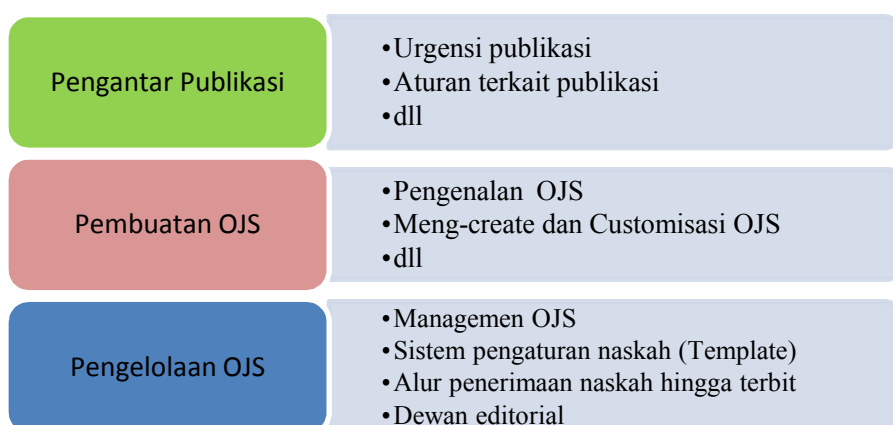 Pengantar Publikasi
•Urgensi publikasi
•Aturan terkait publikasi
•dll
Pembuatan OJS
•Pengenalan OJS
•Meng-create dan Customisasi OJS
•dll
Pengelolaan OJS
•Managemen OJS
•Sistem pengaturan naskah (Template)
•Alur penerimaan naskah hingga terbit
•Dewan editorial